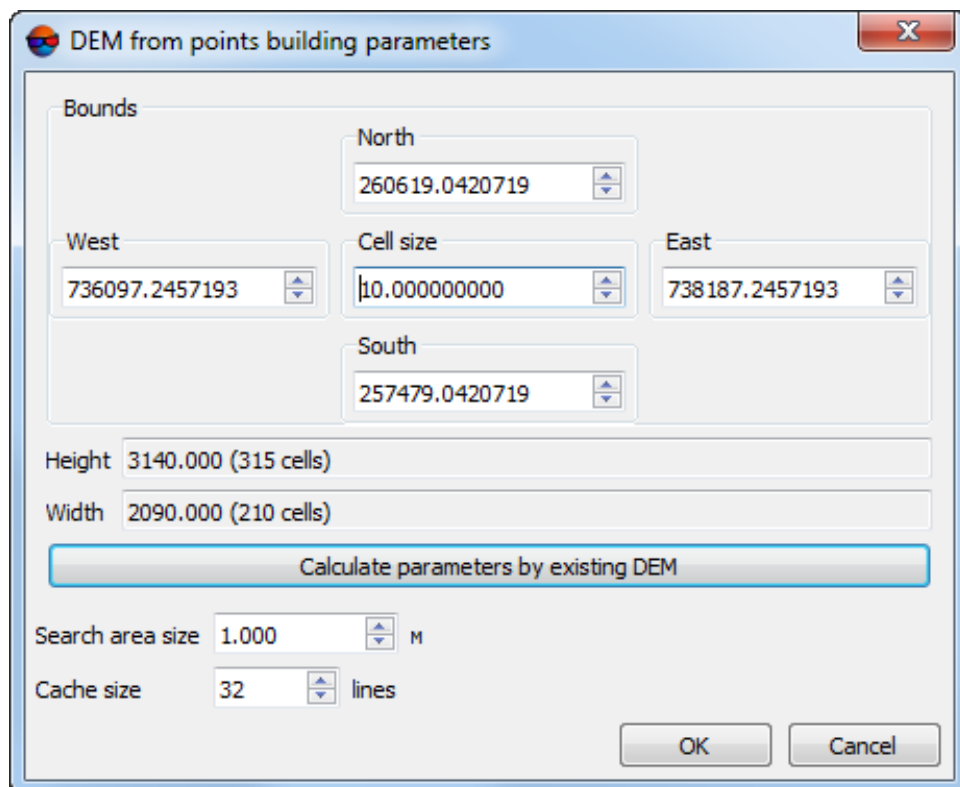 DEM from points building parameters
Bounds
North
260619.0420719
West Cell size East
736097.2457193 10.000000000 738187.2457193
South
257479.0420719
Height 3140.000 (315 cells)
Width 2090.000 (210 cells)
Calculate parameters by existing DEM
Search area size 1.000 м
Cache size 32 lines
OK Cancel